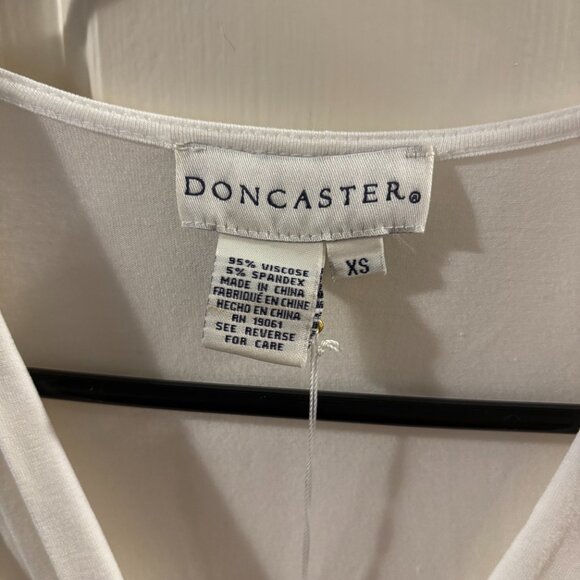 DONCASTER®
XS
95% VISCOSE
5% SPANDEX
MADE IN CHINA
FABRIQUÉ EN CHINE
HECHO EN CHINA
RN 19061
SEE REVERSE
FOR CARE